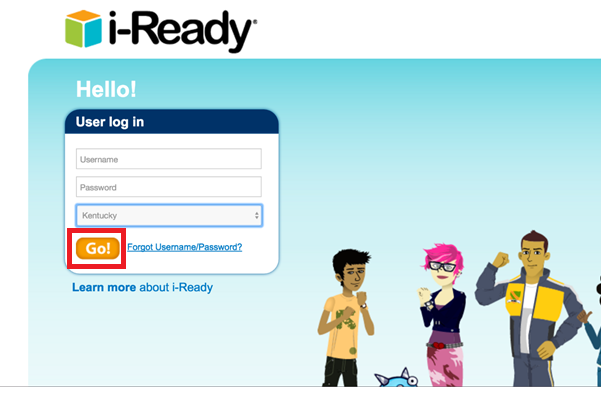 i-Ready®
Hello!
User log in
Username
Password
Kentucky
Go! Forgot Username/Password?
Learn more about i-Ready